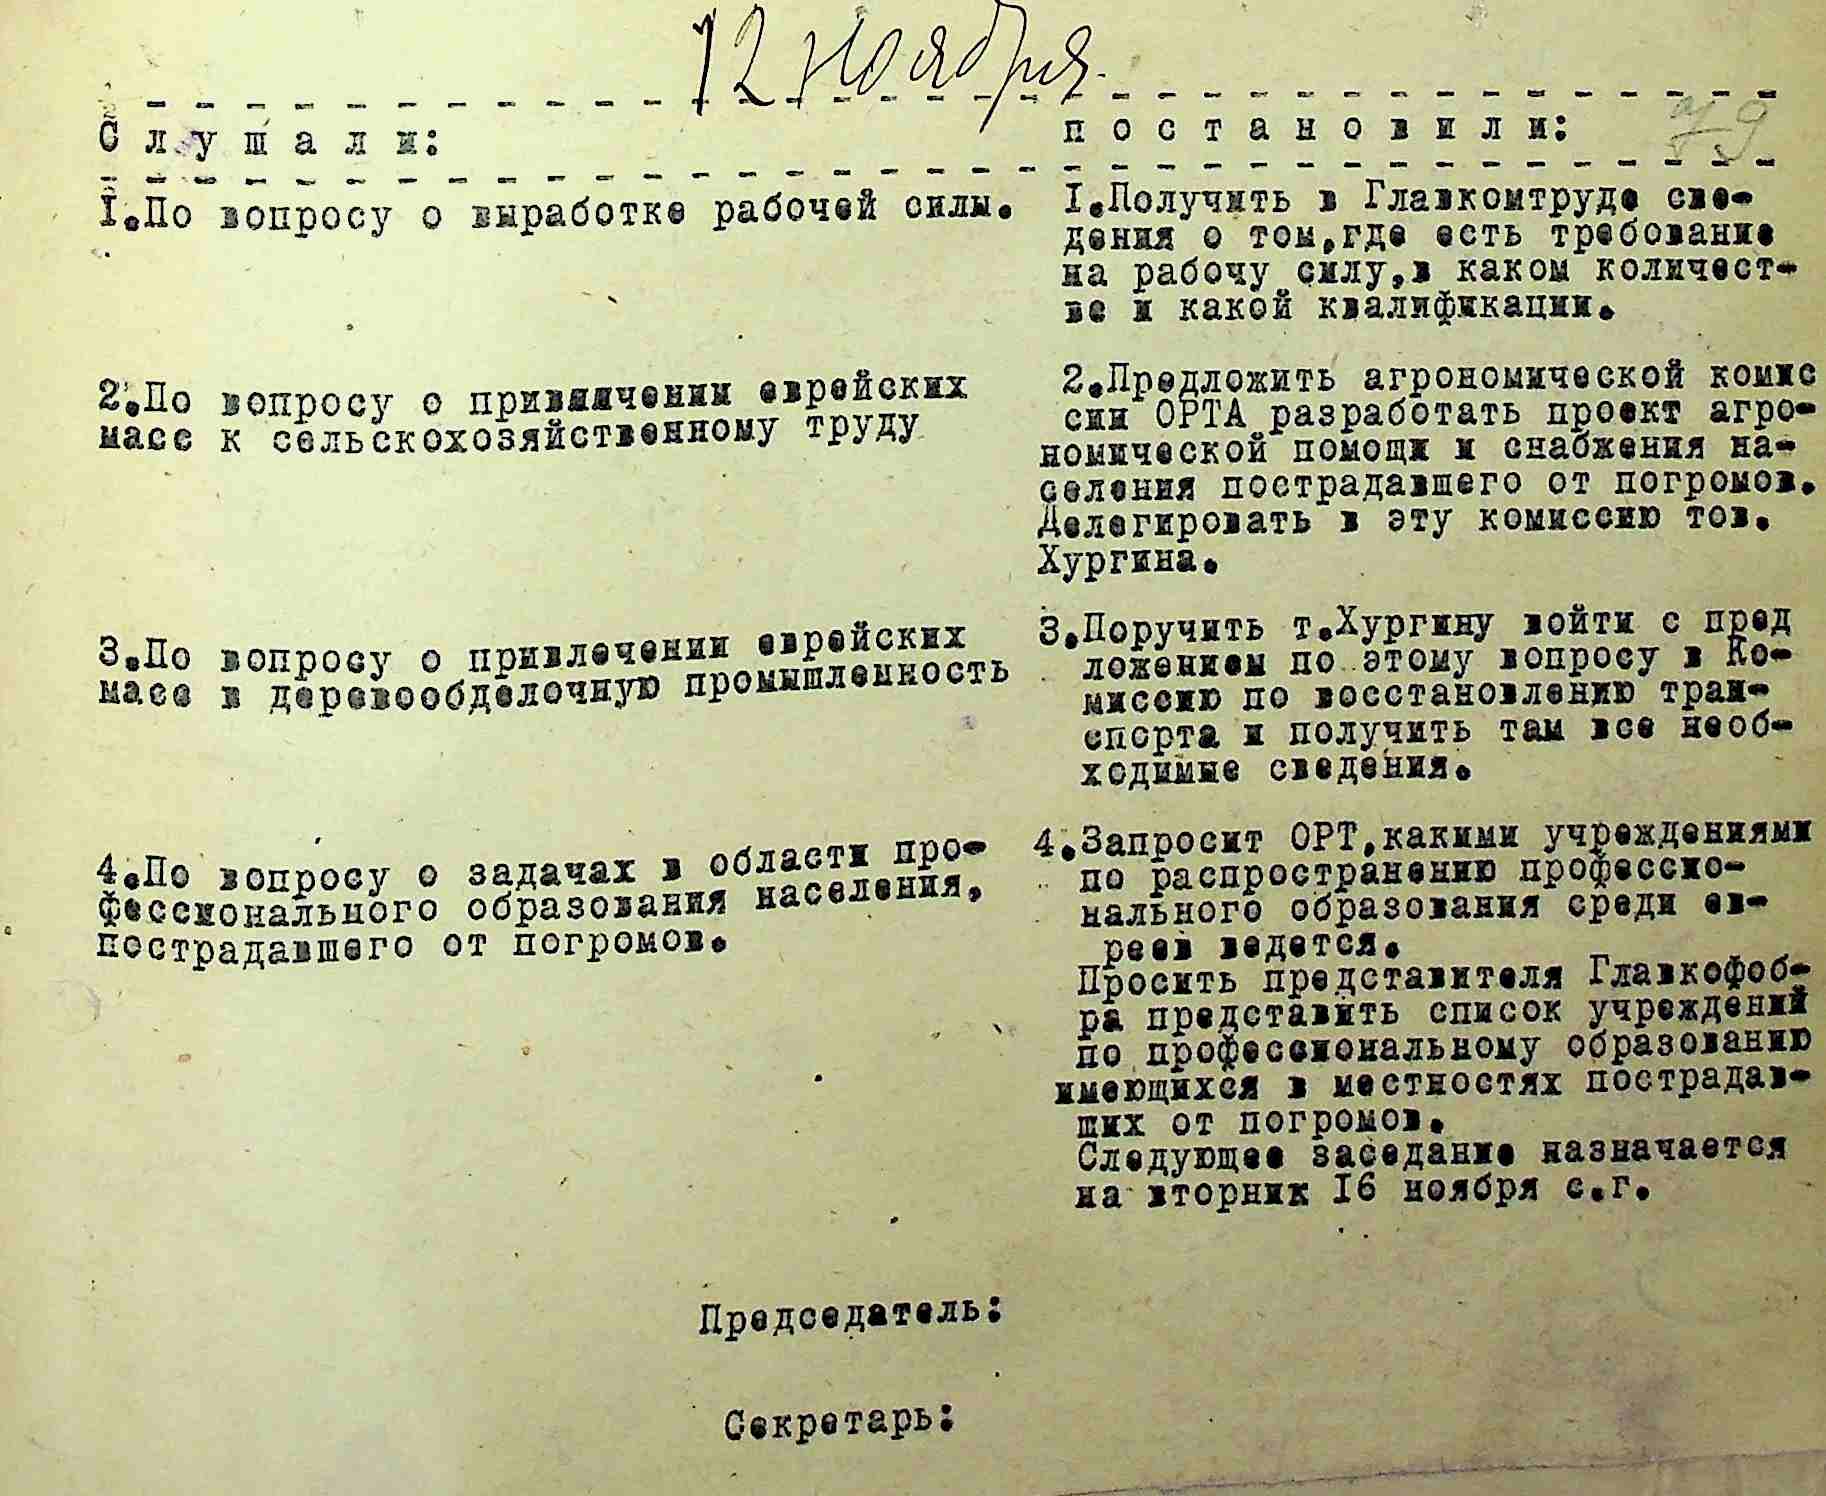 12 ноября.
79
Слушали:
постановили:
1.По вопросу о выработке рабочей силы.
1.Получить в Главкомтруде све-
дения о том,где есть требование
на рабочу силу,в каком количест-
ве и какой квалификации.
2.По вопросу о привлячении еврейских
масс к сельскохозяйственному труду
2.Предложить агрономической комис
сии ОРТА разработать проект агро-
номической помощи и снабжения на-
селения пострадавшего от погромов.
Делегировать в эту комиссию тов.
Хургина.
3.По вопросу о привлечении еврейских
масс в деревообделочную промышленность
3.Поручить т.Хургину войти с пред
ложением по этому вопросу в Ко-
миссию по восстановлению тран-
спорта и получить там все необ-
ходимые сведения.
4.По вопросу о задачах в области про-
фессионального образования населения,
пострадавшего от погромов.
4.Запросит ОРТ,какими учреждениями
по распространению профессио-
нального образования среди ев-
реев ведется.
Просить представителя Главкофоб-
ра представить список учреждений
по профессиональному образованию
имеющихся в местностях пострадав-
ших от погромов.
Следующее заседание назначается
на вторник 16 ноября с.г.
Председатель:
Секретарь: